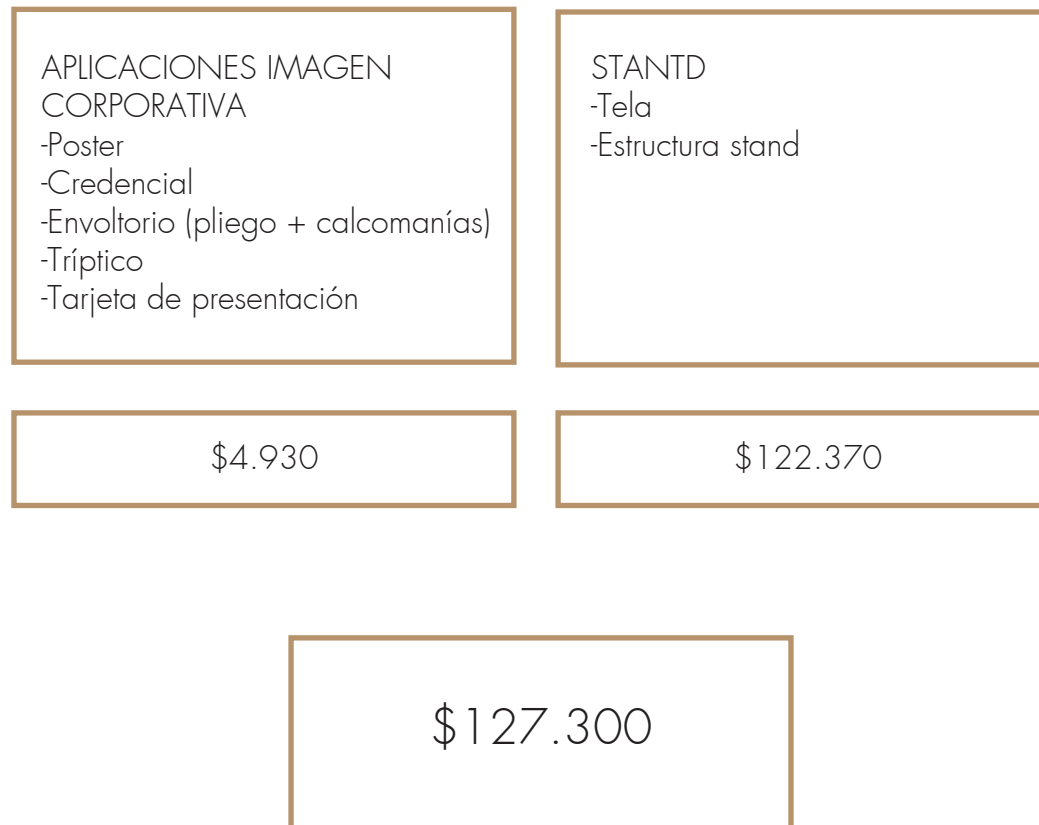 APLICACIONES IMAGEN
CORPORATIVA
-Poster
-Credencial
-Envoltorio (pliego + calcomanías)
-Tríptico
-Tarjeta de presentación
STANTD
-Tela
-Estructura stand
$4.930
$122.370
$127.300